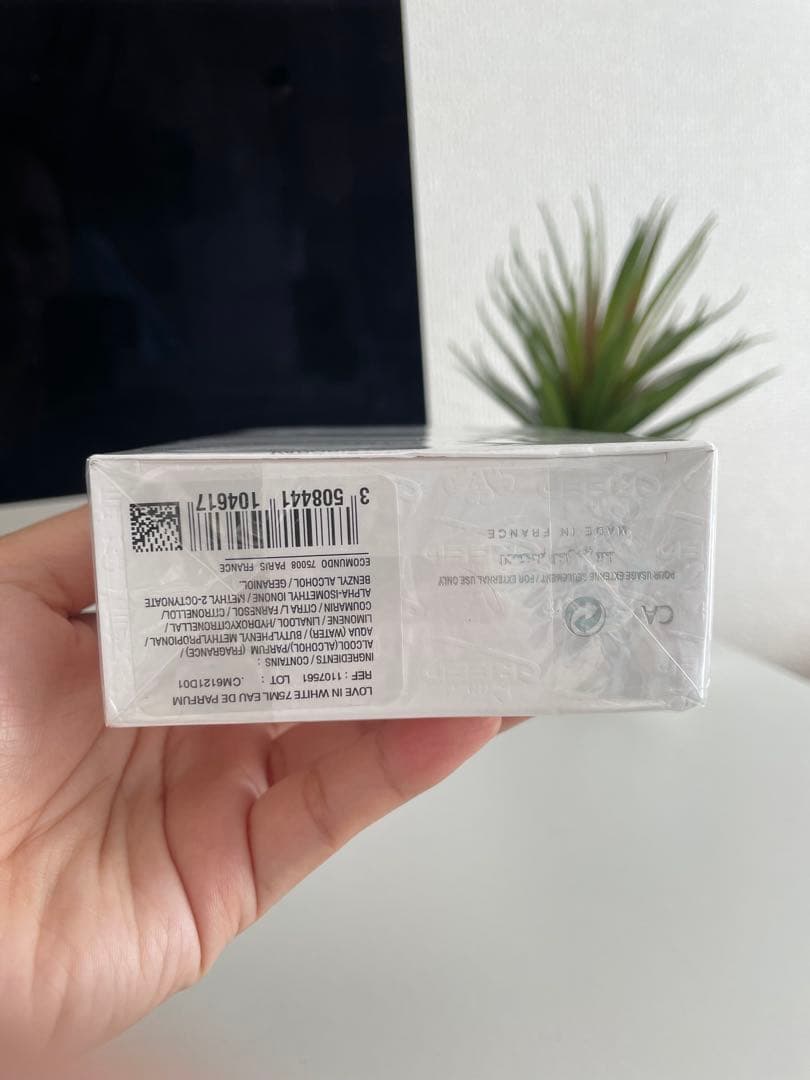 LOVE IN WHITE 75ML EAU DE PARFUM
REF : 1107561 LOT : .CM6121D01
INGREDIENTS / CONTAINS :
ALCOOL(ALCOHOL)/ PARFUM (FRAGRANCE) /
AQUA (WATER) / BUTYLPHENYL METHYLPROPIONAL /
LIMONENE / LINALOOL / HYDROXYCITRONELLAL /
COUMARIN / CITRAL / FARNESOL / CITRONELLOL /
ALPHA-ISOMETHYL IONONE / METHYL 2-OCTYNOATE
BENZYL ALCOHOL / GERANIOL.
ECOMUNDO 75008 PARIS FRANCE
3 508441 104617
CA
POUR USAGE EXTERNE SEULEMENT / FOR EXTERNAL USE ONLY
MADE IN FRANCE